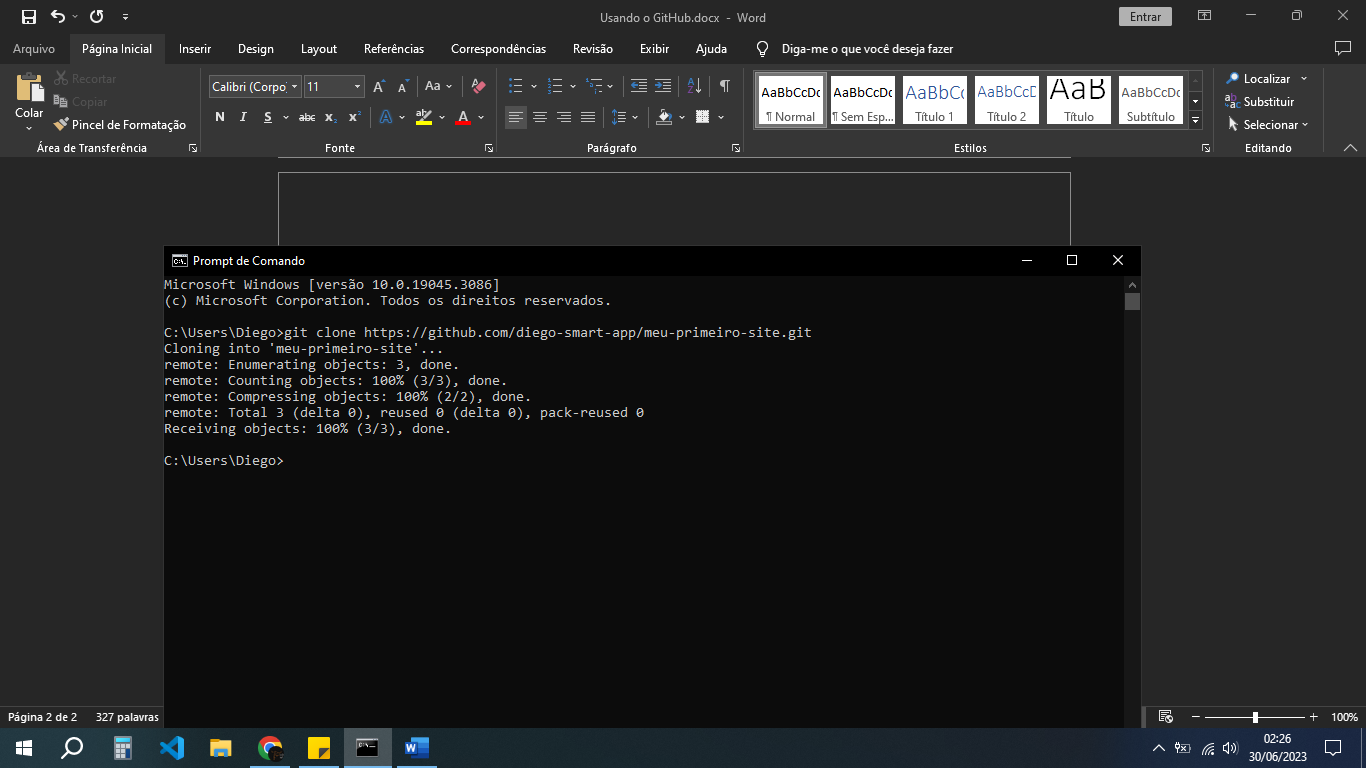 Usando o GitHub.docx - Word
Entrar
Arquivo Página Inicial Inserir Design Layout Referências Correspondências Revisão Exibir Ajuda Diga-me o que você deseja fazer
Colar
Recortar
Copiar
Pincel de Formatação
Área de Transferência
Calibri (Corpo) 11 A A Aa
N I S abc x₂ x² A ab A
Fonte
Parágrafo
AaBbCcDc AaBbCcDc AaBbCc AaBbCcD AaB AaBbCcDc
¶ Normal ¶ Sem Esp... Título 1 Título 2 Título Subtítulo
Estilos
Localizar
Substituir
Selecionar
Editando
Prompt de Comando
Microsoft Windows [versão 10.0.19045.3086]
(c) Microsoft Corporation. Todos os direitos reservados.
C:\Users\Diego>git clone https://github.com/diego-smart-app/meu-primeiro-site.git
Cloning into 'meu-primeiro-site'...
remote: Enumerating objects: 3, done.
remote: Counting objects: 100% (3/3), done.
remote: Compressing objects: 100% (2/2), done.
remote: Total 3 (delta 0), reused 0 (delta 0), pack-reused 0
Receiving objects: 100% (3/3), done.
C:\Users\Diego>
Página 2 de 2 327 palavras
100%
02:26
30/06/2023